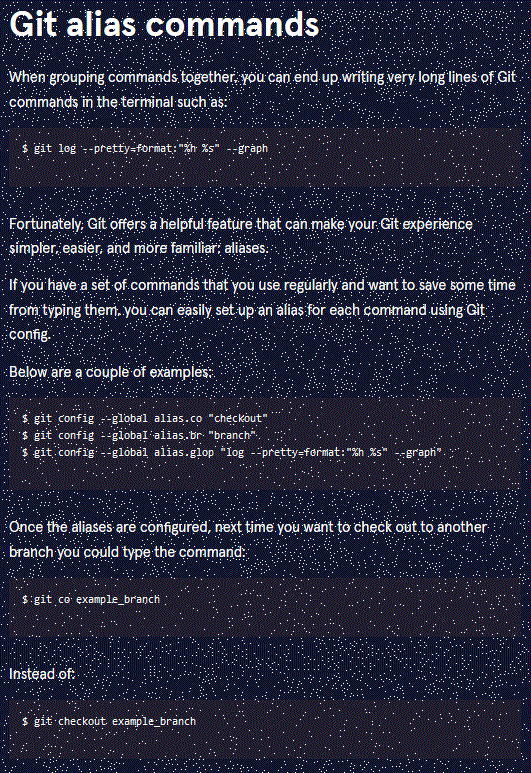 Git alias commands
When grouping commands together, you can end up writing very long lines of Git
commands in the terminal such as:
$ git log --pretty=format:"%h %s" --graph
Fortunately, Git offers a helpful feature that can make your Git experience
simpler, easier, and more familiar: aliases.
If you have a set of commands that you use regularly and want to save some time
from typing them, you can easily set up an alias for each command using Git
config.
Below are a couple of examples:
$ git config --global alias.co "checkout"
$ git config --global alias.br "branch"
$ git config --global alias.glop "log --pretty=format:"%h %s" --graph"
Once the aliases are configured, next time you want to check out to another
branch you could type the command:
$ git co example_branch
Instead of:
$ git checkout example_branch